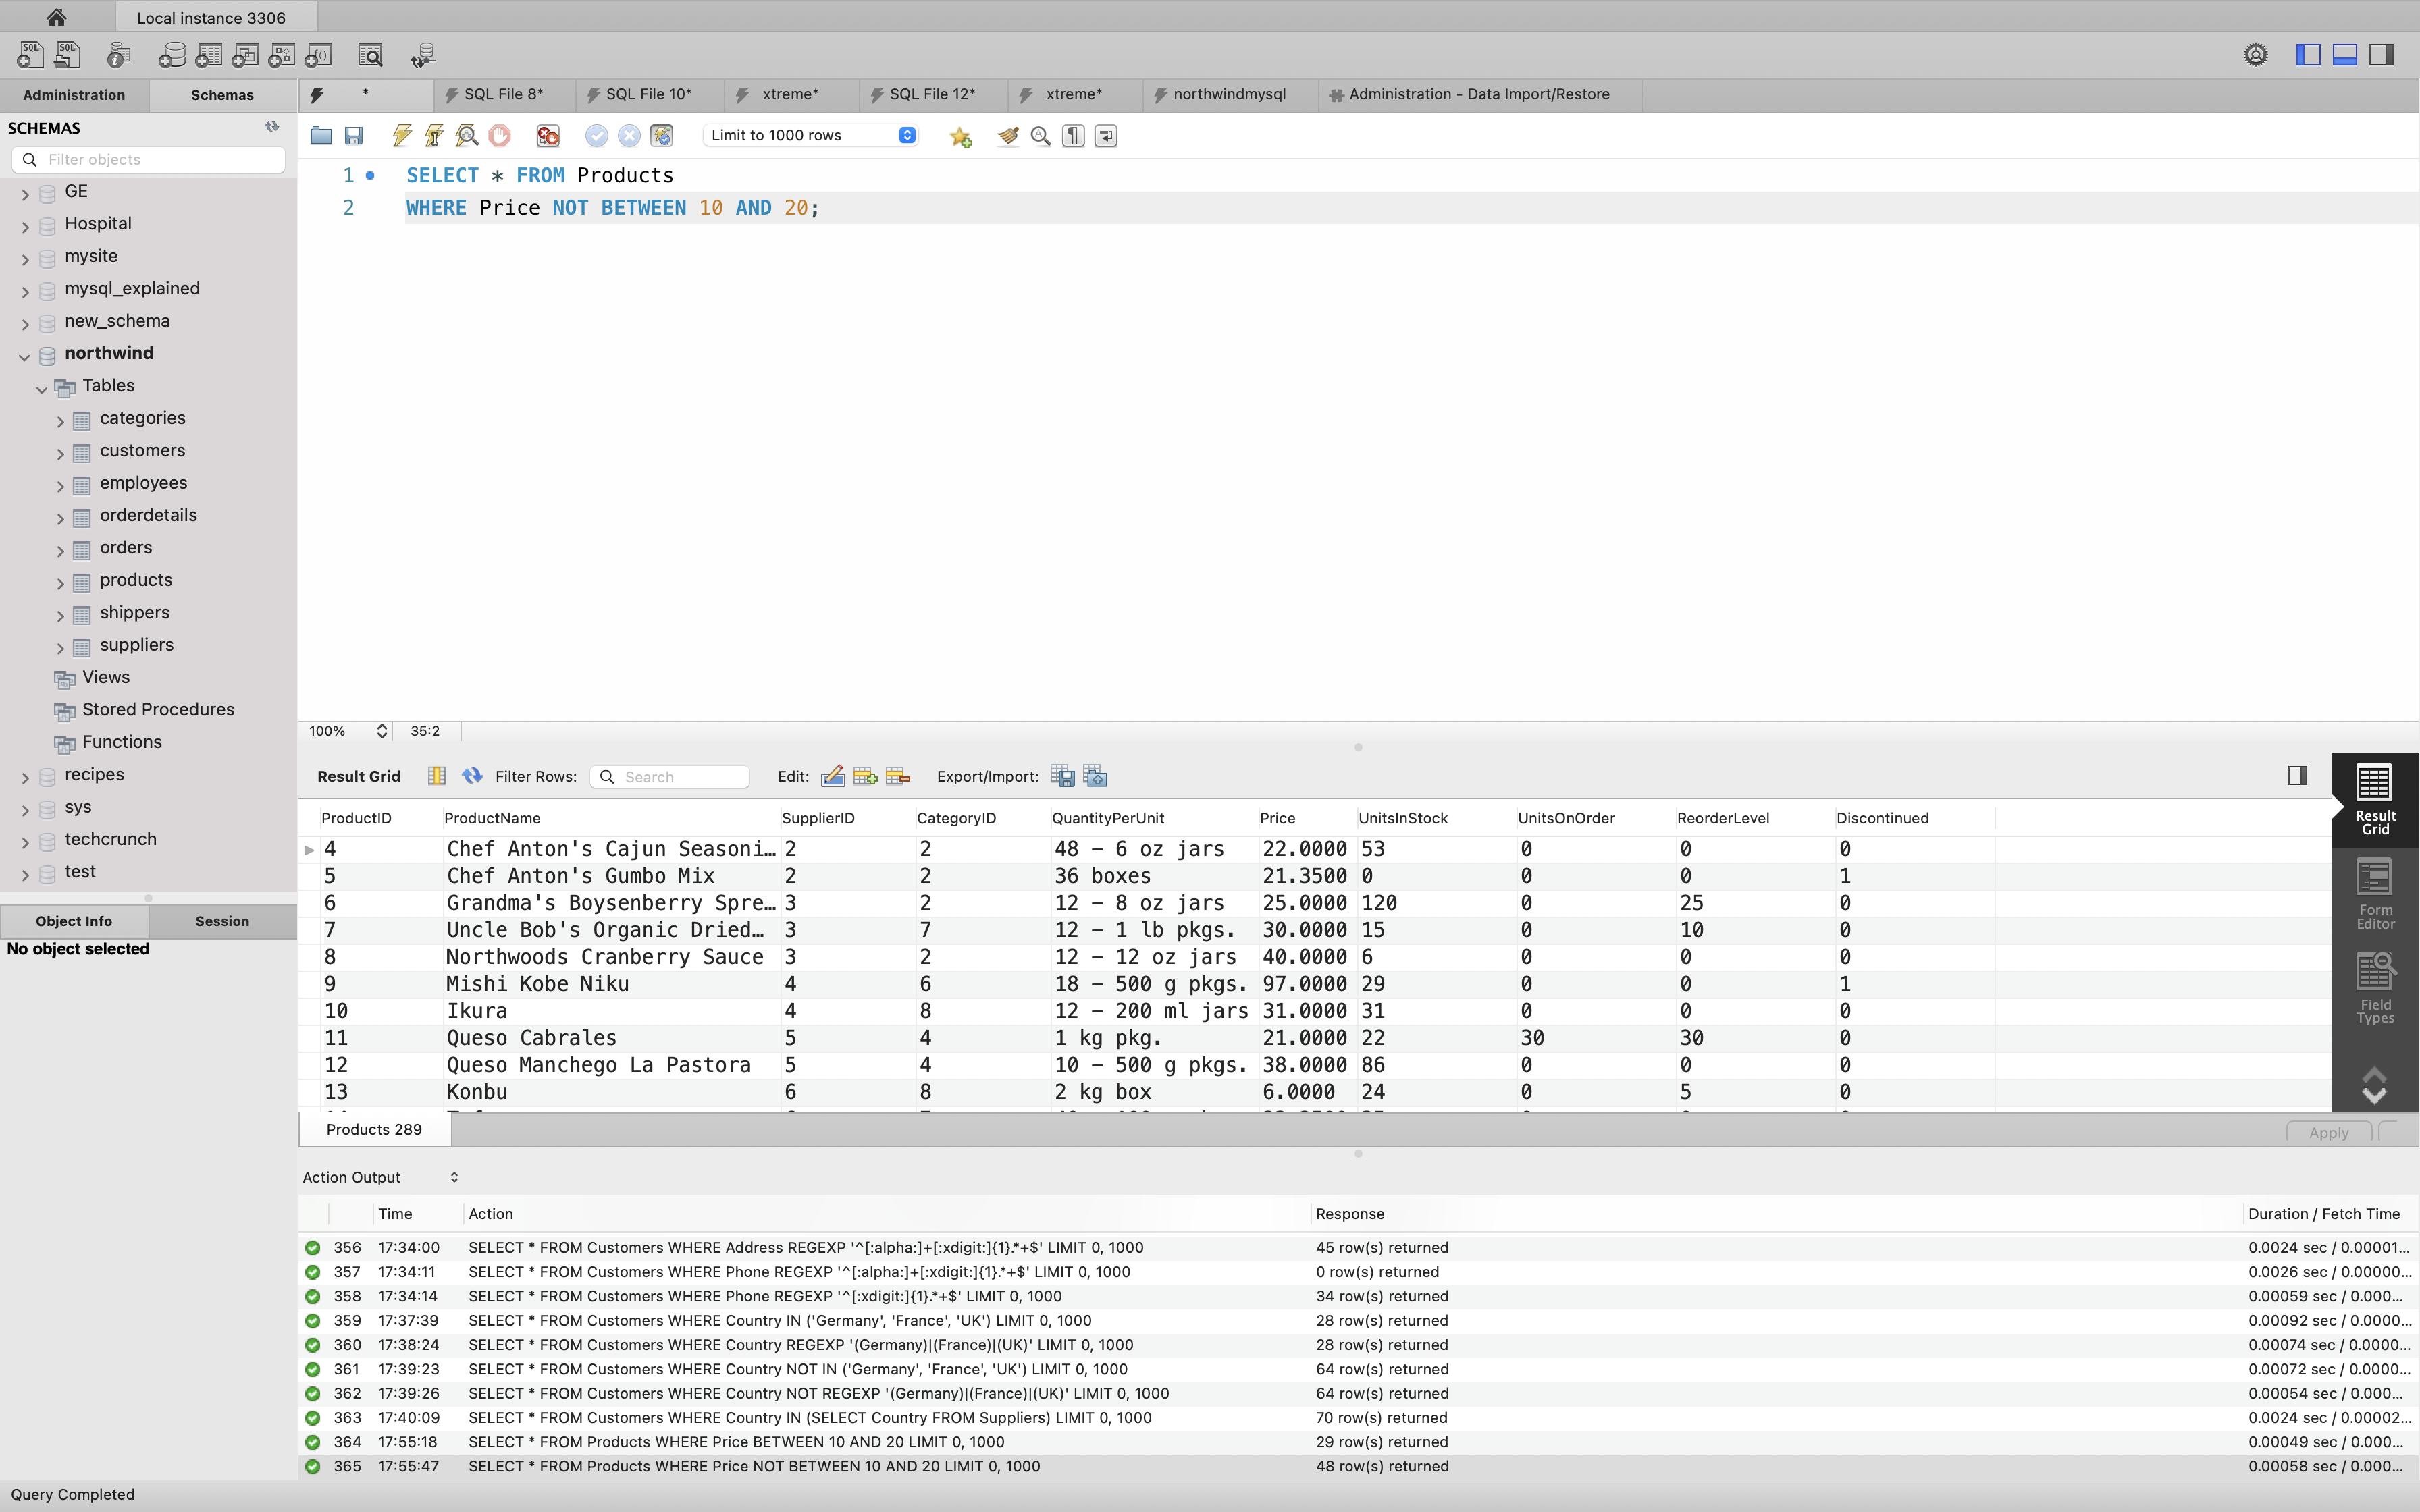 Local instance 3306
Administration
Schemas
*
SQL File 8*
SQL File 10*
xtreme*
SQL File 12*
xtreme*
northwindmysql
Administration - Data Import/Restore
SCHEMAS
Filter objects
GE
Hospital
mysite
mysql_explained
new_schema
northwind
Tables
categories
customers
employees
orderdetails
orders
products
shippers
suppliers
Views
Stored Procedures
Functions
recipes
sys
techcrunch
test
Object Info
Session
No object selected
Limit to 1000 rows
1 SELECT * FROM Products
2 WHERE Price NOT BETWEEN 10 AND 20;
100% 35:2
Result Grid Filter Rows: Search Edit: Export/Import:
ProductID ProductName SupplierID CategoryID QuantityPerUnit Price UnitsInStock UnitsOnOrder ReorderLevel Discontinued
4 Chef Anton's Cajun Seasoni... 2 2 48 - 6 oz jars 22.0000 53 0 0 0
5 Chef Anton's Gumbo Mix 2 2 36 boxes 21.3500 0 0 0 1
6 Grandma's Boysenberry Spre... 3 2 12 - 8 oz jars 25.0000 120 0 25 0
7 Uncle Bob's Organic Dried... 3 7 12 - 1 lb pkgs. 30.0000 15 0 10 0
8 Northwoods Cranberry Sauce 3 2 12 - 12 oz jars 40.0000 6 0 0 0
9 Mishi Kobe Niku 4 6 18 - 500 g pkgs. 97.0000 29 0 0 1
10 Ikura 4 8 12 - 200 ml jars 31.0000 31 0 0 0
11 Queso Cabrales 5 4 1 kg pkg. 21.0000 22 30 30 0
12 Queso Manchego La Pastora 5 4 10 - 500 g pkgs. 38.0000 86 0 0 0
13 Konbu 6 8 2 kg box 6.0000 24 0 5 0
Result
Grid
Form
Editor
Field
Types
Products 289
Apply
Action Output
Time Action Response Duration / Fetch Time
356 17:34:00 SELECT * FROM Customers WHERE Address REGEXP '^[:alpha:]+[:xdigit:]{1}.*+$' LIMIT 0, 1000 45 row(s) returned 0.0024 sec / 0.00001...
357 17:34:11 SELECT * FROM Customers WHERE Phone REGEXP '^[:alpha:]+[:xdigit:]{1}.*+$' LIMIT 0, 1000 0 row(s) returned 0.0026 sec / 0.00000...
358 17:34:14 SELECT * FROM Customers WHERE Phone REGEXP '^[:xdigit:]{1}.*+$' LIMIT 0, 1000 34 row(s) returned 0.00059 sec / 0.000...
359 17:37:39 SELECT * FROM Customers WHERE Country IN ('Germany', 'France', 'UK') LIMIT 0, 1000 28 row(s) returned 0.00092 sec / 0.0000...
360 17:38:24 SELECT * FROM Customers WHERE Country REGEXP '(Germany)|(France)|(UK)' LIMIT 0, 1000 28 row(s) returned 0.00074 sec / 0.0000...
361 17:39:23 SELECT * FROM Customers WHERE Country NOT IN ('Germany', 'France', 'UK') LIMIT 0, 1000 64 row(s) returned 0.00072 sec / 0.0000...
362 17:39:26 SELECT * FROM Customers WHERE Country NOT REGEXP '(Germany)|(France)|(UK)' LIMIT 0, 1000 64 row(s) returned 0.00054 sec / 0.000...
363 17:40:09 SELECT * FROM Customers WHERE Country IN (SELECT Country FROM Suppliers) LIMIT 0, 1000 70 row(s) returned 0.0024 sec / 0.00002...
364 17:55:18 SELECT * FROM Products WHERE Price BETWEEN 10 AND 20 LIMIT 0, 1000 29 row(s) returned 0.00049 sec / 0.000...
365 17:55:47 SELECT * FROM Products WHERE Price NOT BETWEEN 10 AND 20 LIMIT 0, 1000 48 row(s) returned 0.00058 sec / 0.000...
Query Completed